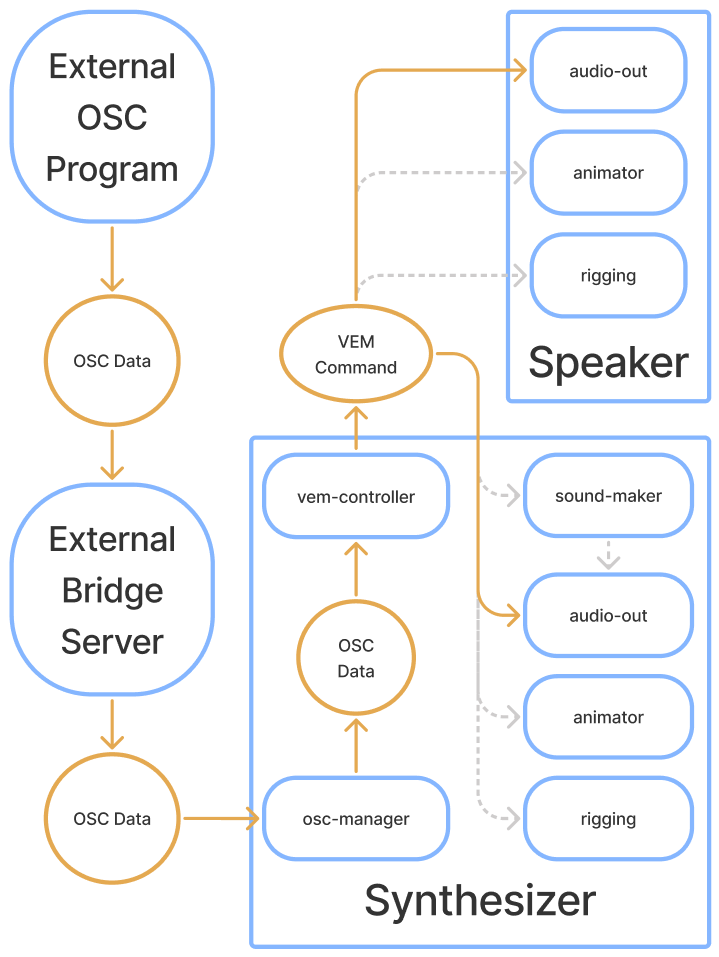 External
OSC
Program
OSC Data
External
Bridge
Server
OSC Data
osc-manager
OSC
Data
vem-controller
VEM
Command
audio-out
animator
rigging
Speaker
sound-maker
audio-out
animator
rigging
Synthesizer